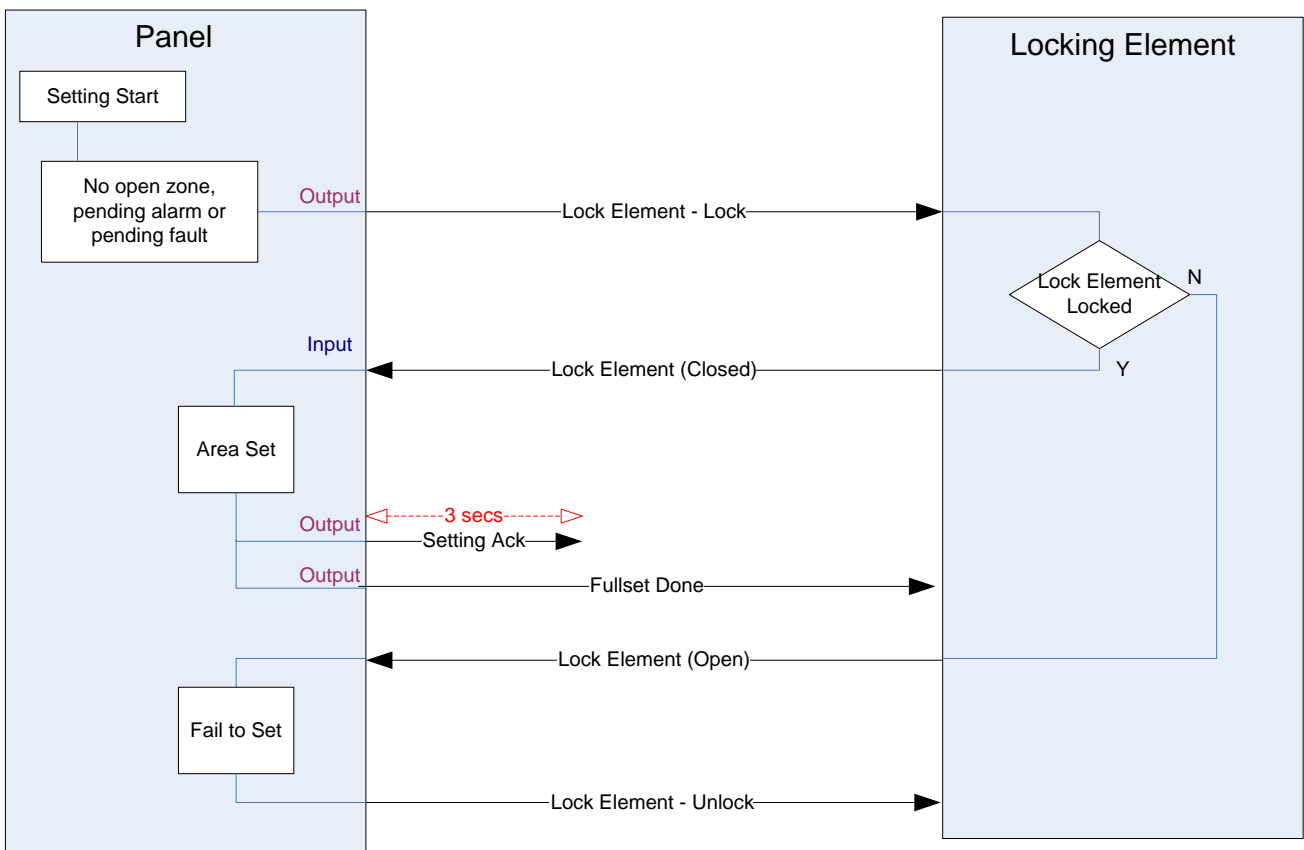 Panel
Locking Element
Setting Start
No open zone,
pending alarm or
pending fault
Output
Lock Element - Lock
Lock Element
Locked
N
Y
Input
Lock Element (Closed)
Area Set
3 secs
Output
Setting Ack
Output
Fullset Done
Lock Element (Open)
Fail to Set
Lock Element - Unlock